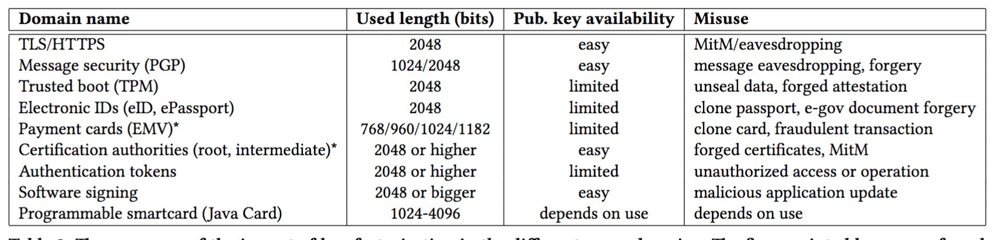 Domain name Used length (bits) Pub. key availability Misuse
TLS/HTTPS 2048 easy MitM/eavesdropping
Message security (PGP) 1024/2048 easy message eavesdropping, forgery
Trusted boot (TPM) 2048 limited unseal data, forged attestation
Electronic IDs (eID, ePassport) 2048 limited clone passport, e-gov document forgery
Payment cards (EMV)* 768/960/1024/1182 limited clone card, fraudulent transaction
Certification authorities (root, intermediate)* 2048 or higher easy forged certificates, MitM
Authentication tokens 2048 or higher limited unauthorized access or operation
Software signing 2048 or bigger easy malicious application update
Programmable smartcard (Java Card) 1024-4096 depends on use depends on use